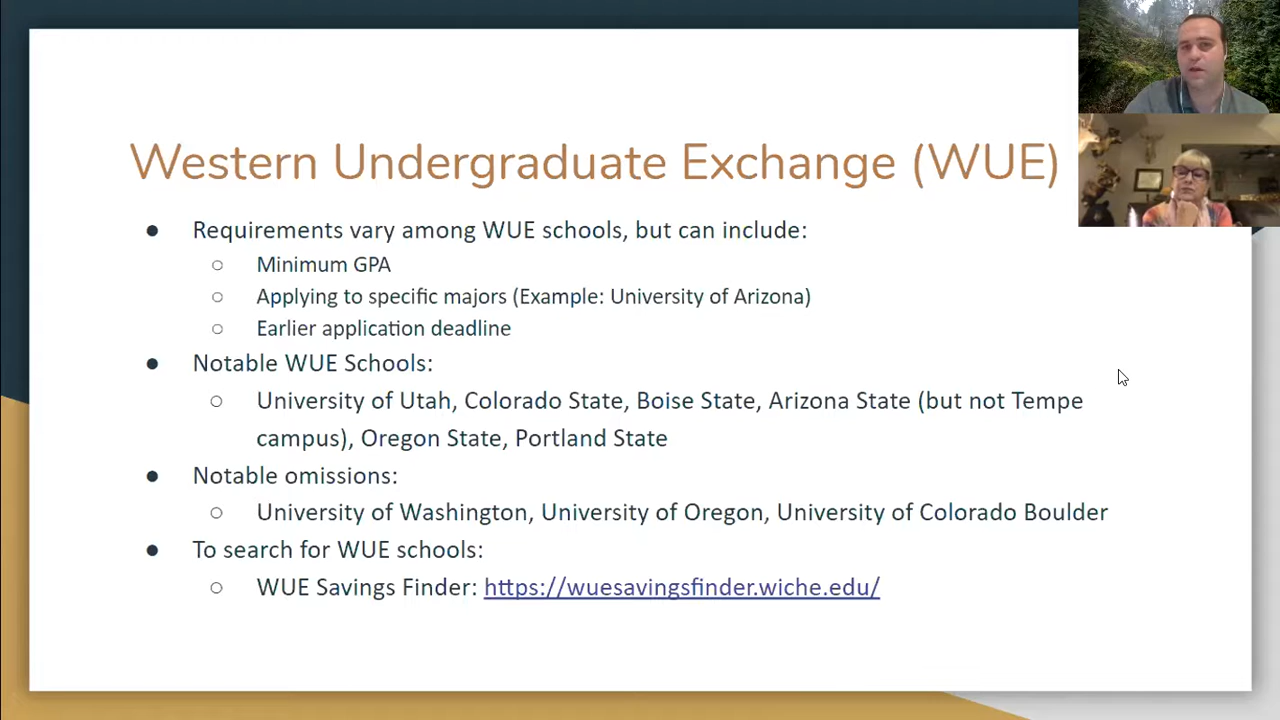 Western Undergraduate Exchange (WUE)
● Requirements vary among WUE schools, but can include:
○ Minimum GPA
○ Applying to specific majors (Example: University of Arizona)
○ Earlier application deadline
● Notable WUE Schools:
○ University of Utah, Colorado State, Boise State, Arizona State (but not Tempe
campus), Oregon State, Portland State
● Notable omissions:
○ University of Washington, University of Oregon, University of Colorado Boulder
● To search for WUE schools:
○ WUE Savings Finder: https://wuesavingsfinder.wiche.edu/